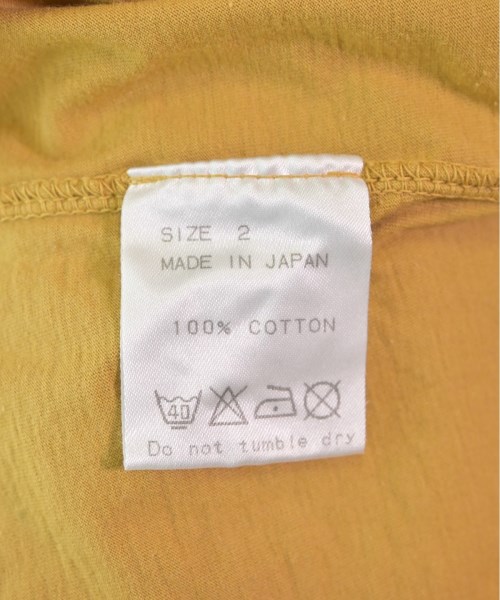 SIZE 2
MADE IN JAPAN
100% COTTON
40
Do not tumble dry